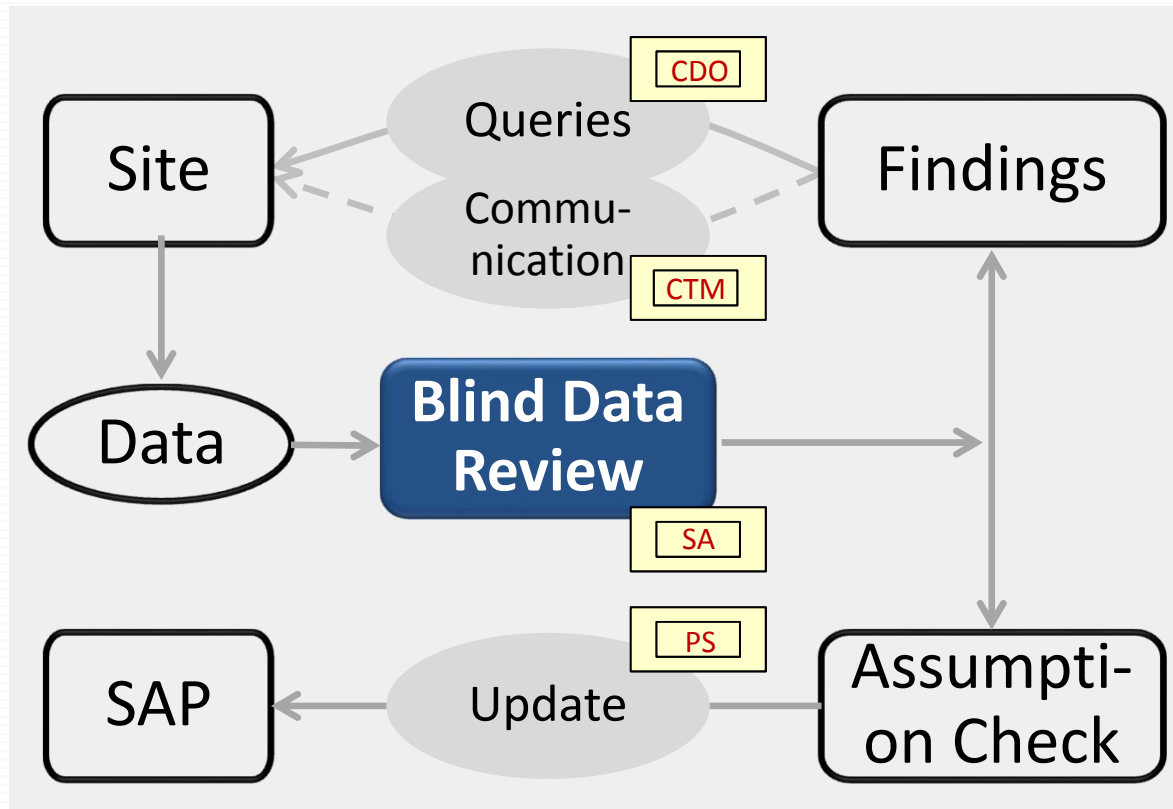 CDO
Queries
Site
Findings
Commu-
nication
CTM
Blind Data
Review
Data
SA
PS
Assumpti-
on Check
SAP
Update